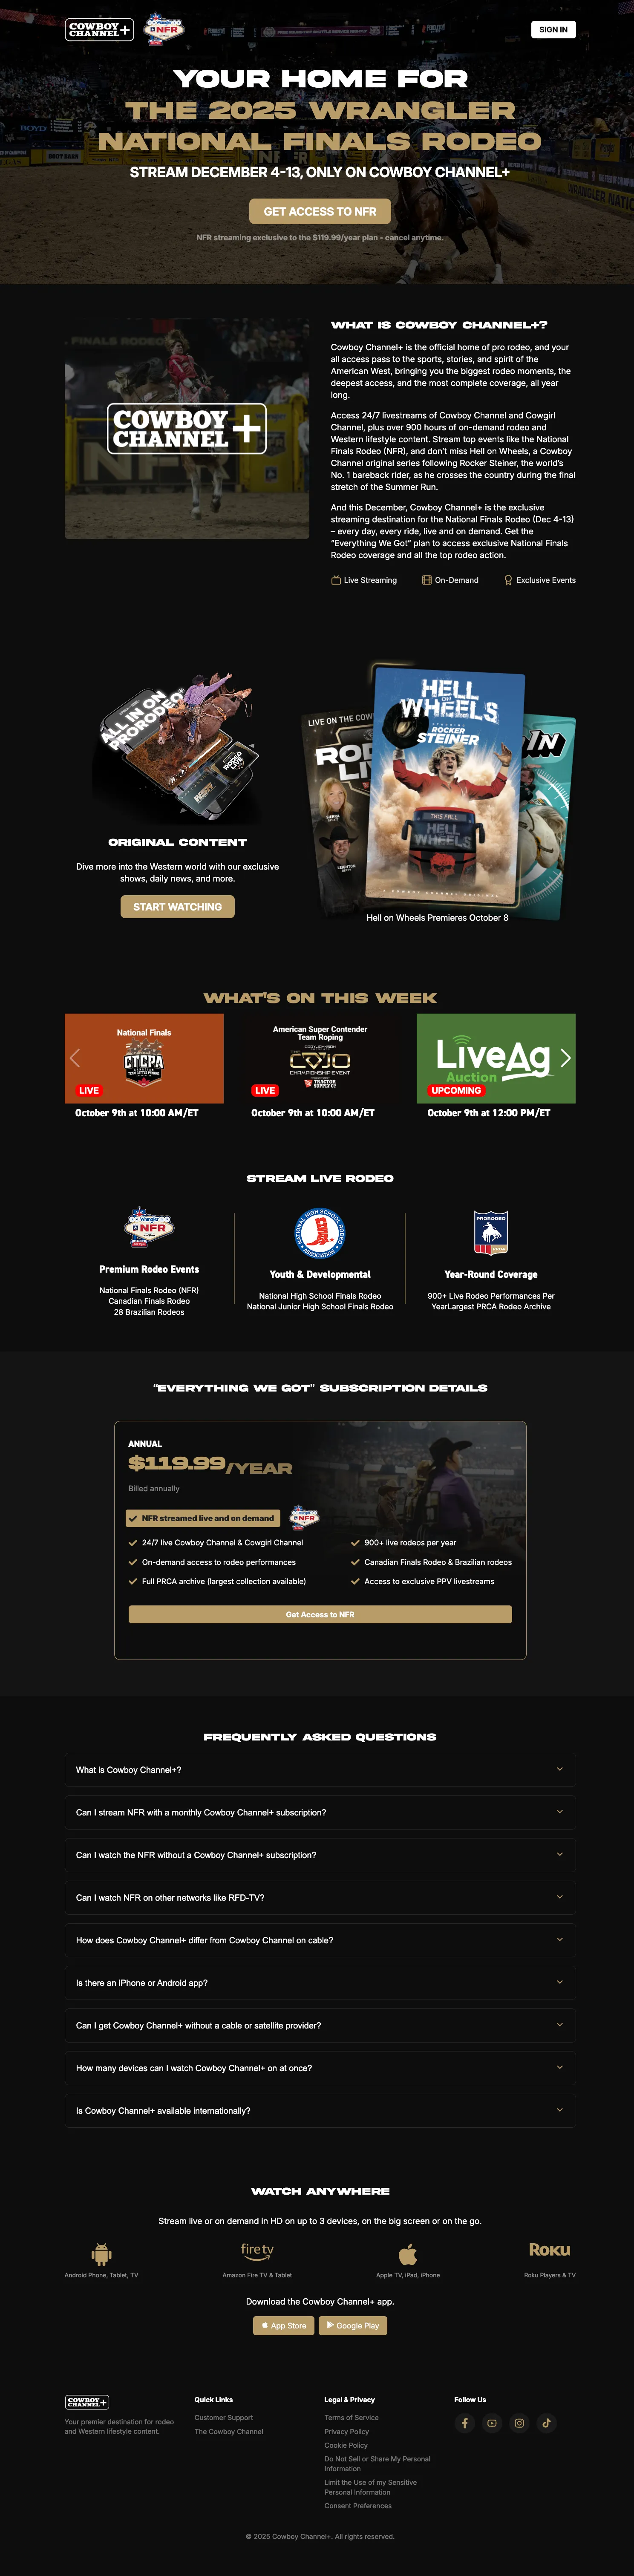 COWBOY
CHANNEL+
Wrangler
NFR
SIGN IN
YOUR HOME FOR
THE 2025 WRANGLER
NATIONAL FINALS RODEO
STREAM DECEMBER 4-13, ONLY ON COWBOY CHANNEL+
GET ACCESS TO NFR
NFR streaming exclusive to the $119.99/year plan - cancel anytime.
COWBOY
CHANNEL+
WHAT IS COWBOY CHANNEL+?
Cowboy Channel+ is the official home of pro rodeo, and your
all access pass to the sports, stories, and spirit of the
American West, bringing you the biggest rodeo moments, the
deepest access, and the most complete coverage, all year
long.
Access 24/7 livestreams of Cowboy Channel and Cowgirl
Channel, plus over 900 hours of on-demand rodeo and
Western lifestyle content. Stream top events like the National
Finals Rodeo (NFR), and don't miss Hell on Wheels, a Cowboy
Channel original series following Rocker Steiner, the world's
No. 1 bareback rider, as he crosses the country during the final
stretch of the Summer Run.
And this December, Cowboy Channel+ is the exclusive
streaming destination for the National Finals Rodeo (Dec 4-13)
– every day, every ride, live and on demand. Get the
"Everything We Got" plan to access exclusive National Finals
Rodeo coverage and all the top rodeo action.
Live Streaming
On-Demand
Exclusive Events
ALL IN ON
PRORODEO
LIVE ON THE COW
HELL
ON
WHEELS
STARRING
ROCKER
STEINER
THIS FALL
HELL
WHEELS
A COWBOY CHANNEL ORIGINAL
ORIGINAL CONTENT
Dive more into the Western world with our exclusive
shows, daily news, and more.
START WATCHING
Hell on Wheels Premieres October 8
WHAT'S ON THIS WEEK
National Finals
CTCPA
LIVE
October 9th at 10:00 AM/ET
American Super Contender
Team Roping
CHAMPIONSHIP EVENT
TRACTOR
SUPPLY CO
LIVE
October 9th at 10:00 AM/ET
LiveAg
Auction
UPCOMING
October 9th at 12:00 PM/ET
STREAM LIVE RODEO
Wrangler
NFR
Premium Rodeo Events
National Finals Rodeo (NFR)
Canadian Finals Rodeo
28 Brazilian Rodeos
NATIONAL HIGH SCHOOL RODEO
ASSOCIATION
Youth & Developmental
National High School Finals Rodeo
National Junior High School Finals Rodeo
PRORODEO
PRCA
Year-Round Coverage
900+ Live Rodeo Performances Per
YearLargest PRCA Rodeo Archive
"EVERYTHING WE GOT" SUBSCRIPTION DETAILS
ANNUAL
$119.99/YEAR
Billed annually
NFR streamed live and on demand
Wrangler
NFR
24/7 live Cowboy Channel & Cowgirl Channel
900+ live rodeos per year
On-demand access to rodeo performances
Canadian Finals Rodeo & Brazilian rodeos
Full PRCA archive (largest collection available)
Access to exclusive PPV livestreams
Get Access to NFR
FREQUENTLY ASKED QUESTIONS
What is Cowboy Channel+?
Can I stream NFR with a monthly Cowboy Channel+ subscription?
Can I watch the NFR without a Cowboy Channel+ subscription?
Can I watch NFR on other networks like RFD-TV?
How does Cowboy Channel+ differ from Cowboy Channel on cable?
Is there an iPhone or Android app?
Can I get Cowboy Channel+ without a cable or satellite provider?
How many devices can I watch Cowboy Channel+ on at once?
Is Cowboy Channel+ available internationally?
WATCH ANYWHERE
Stream live or on demand in HD on up to 3 devices, on the big screen or on the go.
fire tv
Roku
Android Phone, Tablet, TV
Amazon Fire TV & Tablet
Apple TV, iPad, iPhone
Roku Players & TV
Download the Cowboy Channel+ app.
App Store
Google Play
COWBOY
CHANNEL+
Your premier destination for rodeo
and Western lifestyle content.
Quick Links
Customer Support
The Cowboy Channel
Legal & Privacy
Terms of Service
Privacy Policy
Cookie Policy
Do Not Sell or Share My Personal
Information
Limit the Use of my Sensitive
Personal Information
Consent Preferences
Follow Us
© 2025 Cowboy Channel+. All rights reserved.